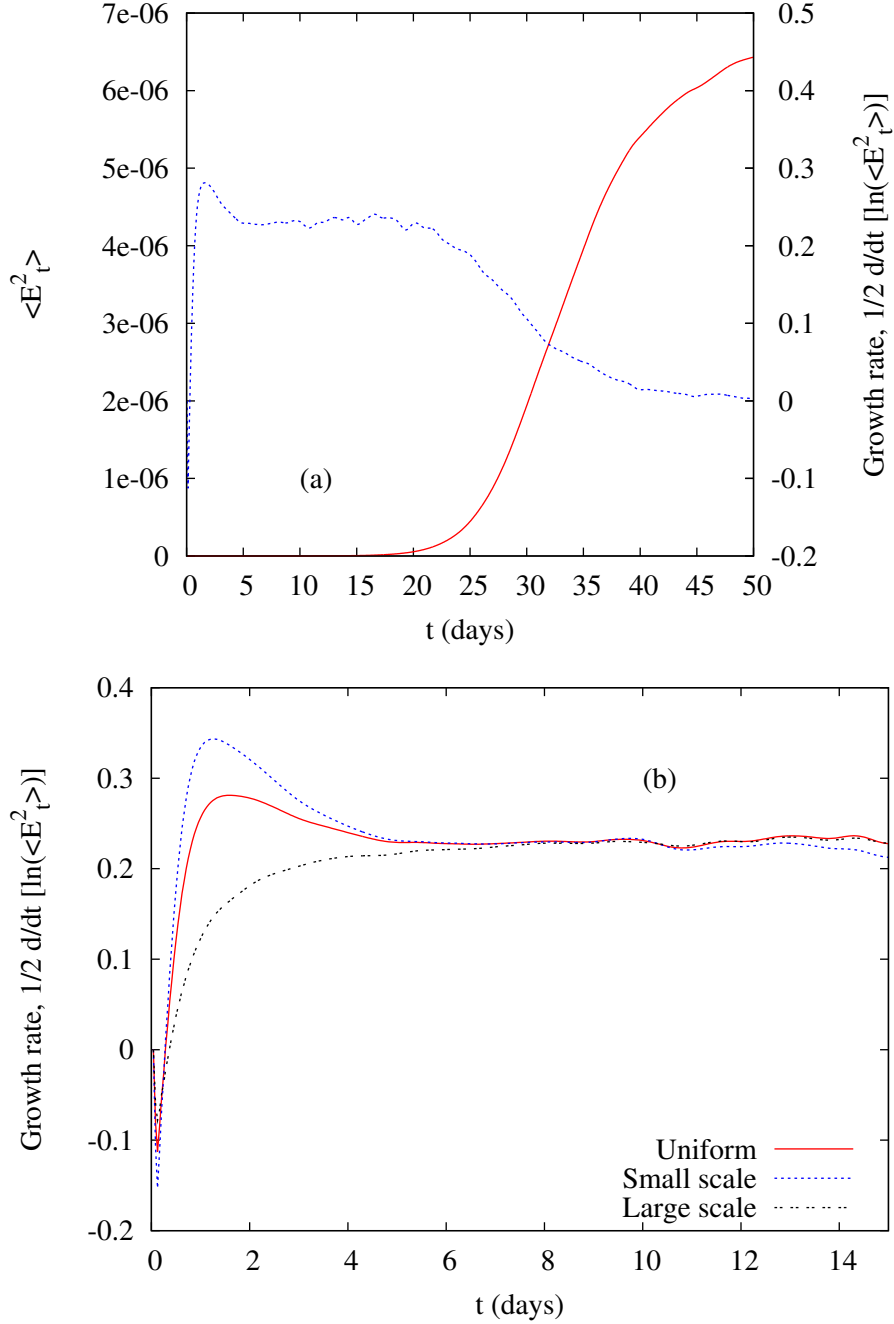 7e-06
6e-06
5e-06
4e-06
3e-06
2e-06
1e-06
0
<E²ₜ>
0.5
0.4
0.3
0.2
0.1
0
-0.1
-0.2
Growth rate, 1/2 d/dt [ln(<E²ₜ>)]
(a)
0 5 10 15 20 25 30 35 40 45 50
t (days)
0.4
0.3
0.2
0.1
0
-0.1
-0.2
Growth rate, 1/2 d/dt [ln(<E²ₜ>)]
(b)
Uniform
Small scale
Large scale
0 2 4 6 8 10 12 14
t (days)